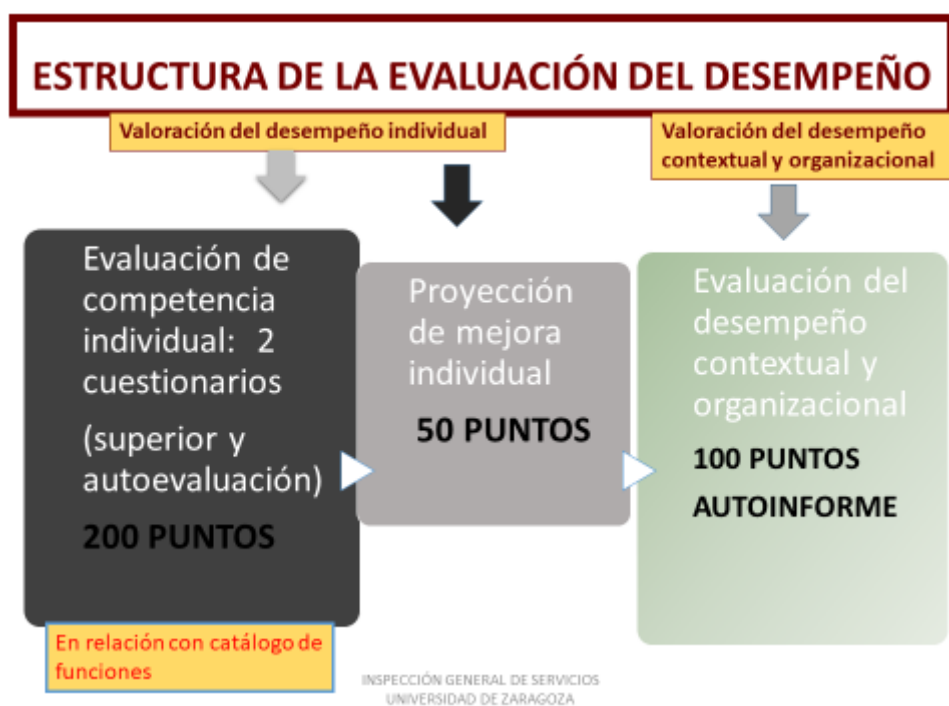 ESTRUCTURA DE LA EVALUACIÓN DEL DESEMPEÑO
Valoración del desempeño individual
Valoración del desempeño
contextual y organizacional
Evaluación de
competencia
individual: 2
cuestionarios
(superior y
autoevaluación)
200 PUNTOS
En relación con catálogo de
funciones
Proyección
de mejora
individual
50 PUNTOS
Evaluación del
desempeño
contextual y
organizacional
100 PUNTOS
AUTOINFORME
INSPECCIÓN GENERAL DE SERVICIOS
UNIVERSIDAD DE ZARAGOZA